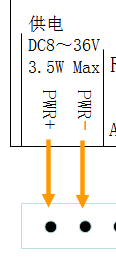 供电
DC8～36V
3.5W Max
PWR+
PWR-